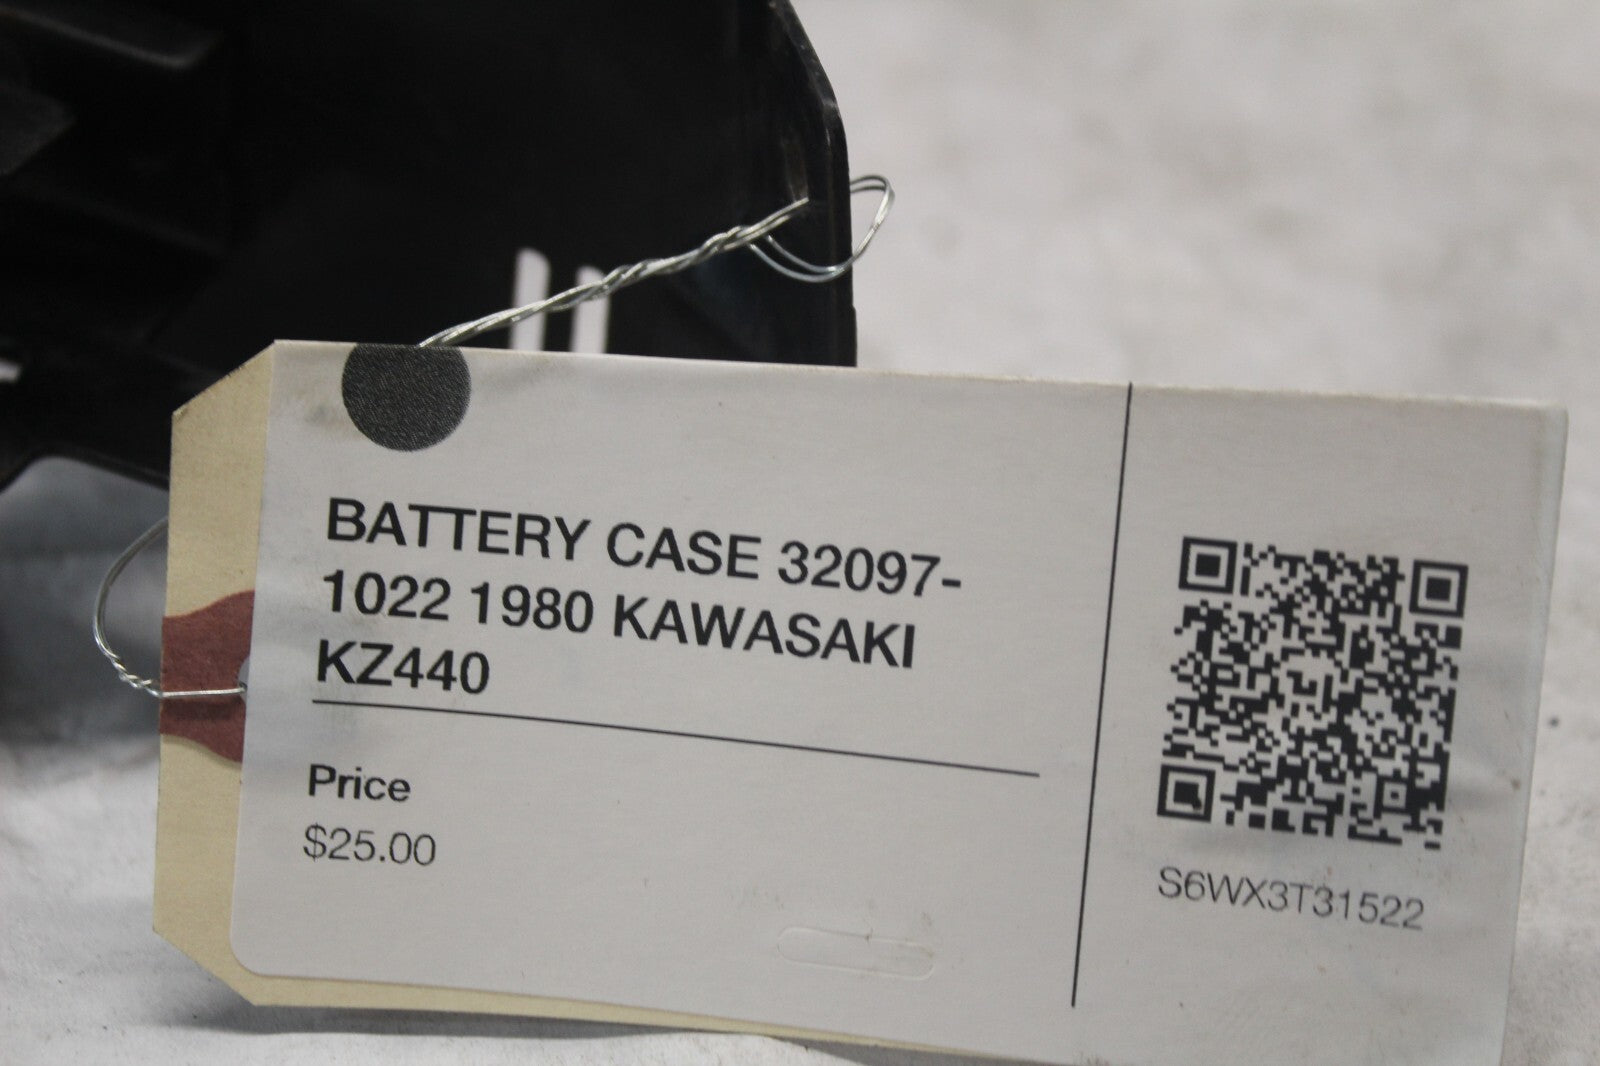 BATTERY CASE 32097-
1022 1980 KAWASAKI
KZ440
Price
$25.00
S6WX3T31522